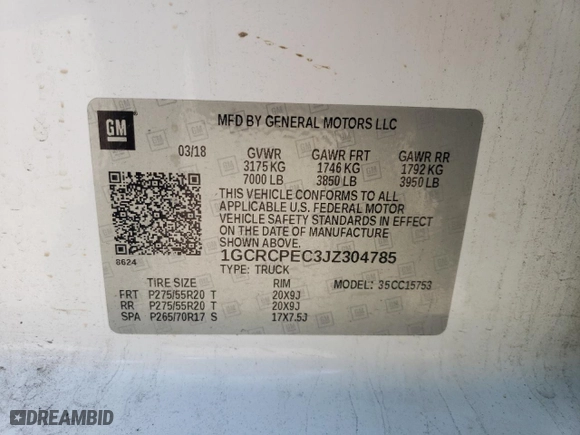 GM
MFD BY GENERAL MOTORS LLC
03/18 GVWR GAWR FRT GAWR RR
3175 KG 1746 KG 1792 KG
7000 LB 3850 LB 3950 LB
THIS VEHICLE CONFORMS TO ALL
APPLICABLE U.S. FEDERAL MOTOR
VEHICLE SAFETY STANDARDS IN EFFECT
ON THE DATE OF MANUFACTURE
SHOWN ABOVE.
8624
1GCRCPEC3JZ304785
TYPE: TRUCK
TIRE SIZE RIM MODEL: 35CC15753
FRT P275/55R20 T 20X9J
RR P275/55R20 T 20X9J
SPA P265/70R17 S 17X7.5J
DREAMBID